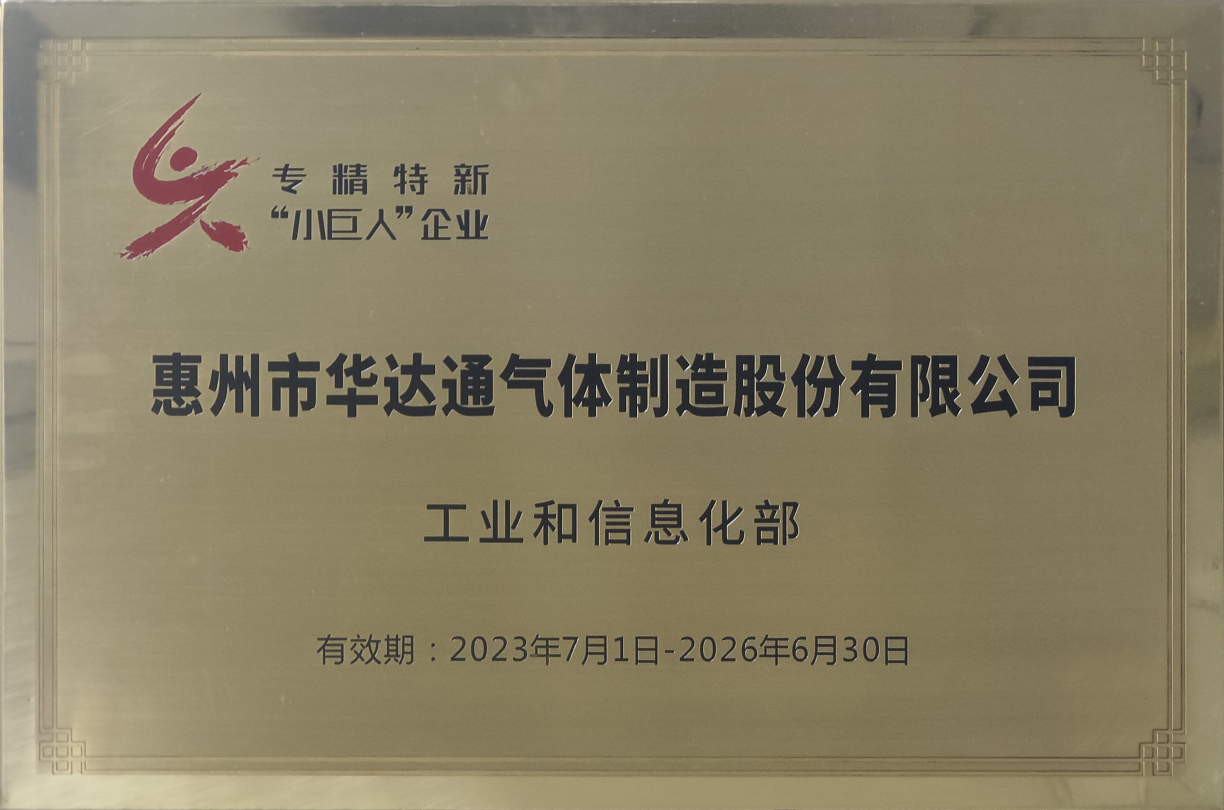 专精特新
“小巨人”企业
惠州市华达通气体制造股份有限公司
工业和信息化部
有效期：2023年7月1日-2026年6月30日